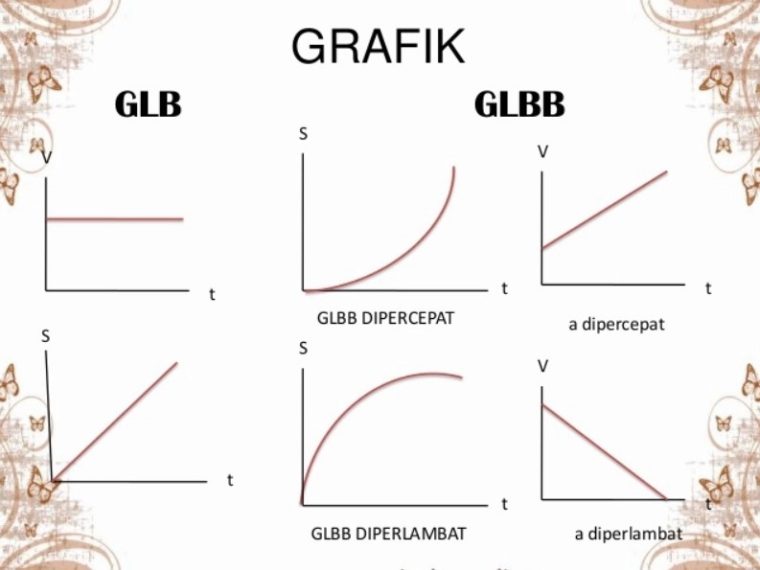 GRAFIK
GLB
GLBB
V
t
S
t
S
t
GLBB DIPERCEPAT
V
t
a dipercepat
S
t
GLBB DIPERLAMBAT
V
t
a diperlambat